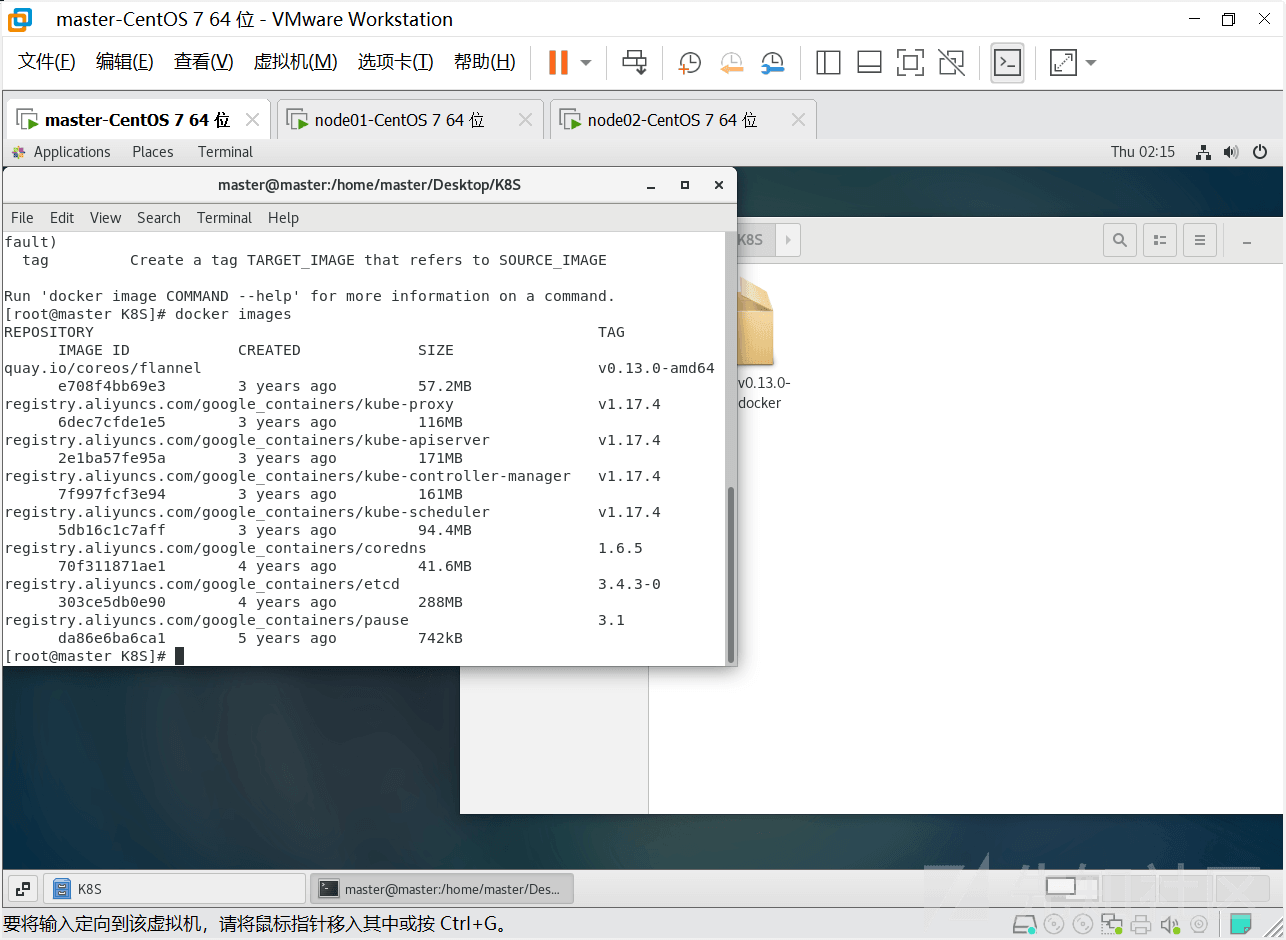 master-CentOS 7 64 位 - VMware Workstation
文件(F) 编辑(E) 查看(V) 虚拟机(M) 选项卡(T) 帮助(H)
master-CentOS 7 64 位 node01-CentOS 7 64 位 node02-CentOS 7 64 位
Applications Places Terminal Thu 02:15
master@master:/home/master/Desktop/K8S
File Edit View Search Terminal Help
K8S
fault)
tag Create a tag TARGET_IMAGE that refers to SOURCE_IMAGE
Run 'docker image COMMAND --help' for more information on a command.
[root@master K8S]# docker images
REPOSITORY TAG
IMAGE ID CREATED SIZE
quay.io/coreos/flannel v0.13.0-amd64
e708f4bb69e3 3 years ago 57.2MB
registry.aliyuncs.com/google_containers/kube-proxy v1.17.4
6dec7cfde1e5 3 years ago 116MB
registry.aliyuncs.com/google_containers/kube-apiserver v1.17.4
2e1ba57fe95a 3 years ago 171MB
registry.aliyuncs.com/google_containers/kube-controller-manager v1.17.4
7f997fcf3e94 3 years ago 161MB
registry.aliyuncs.com/google_containers/kube-scheduler v1.17.4
5db16c1c7aff 3 years ago 94.4MB
registry.aliyuncs.com/google_containers/coredns 1.6.5
70f311871ae1 4 years ago 41.6MB
registry.aliyuncs.com/google_containers/etcd 3.4.3-0
303ce5db0e90 4 years ago 288MB
registry.aliyuncs.com/google_containers/pause 3.1
da86e6ba6ca1 5 years ago 742kB
[root@master K8S]#
v0.13.0-
docker
K8S master@master:/home/master/Des...
先知社区
要将输入定向到该虚拟机，请将鼠标指针移入其中或按 Ctrl+G。